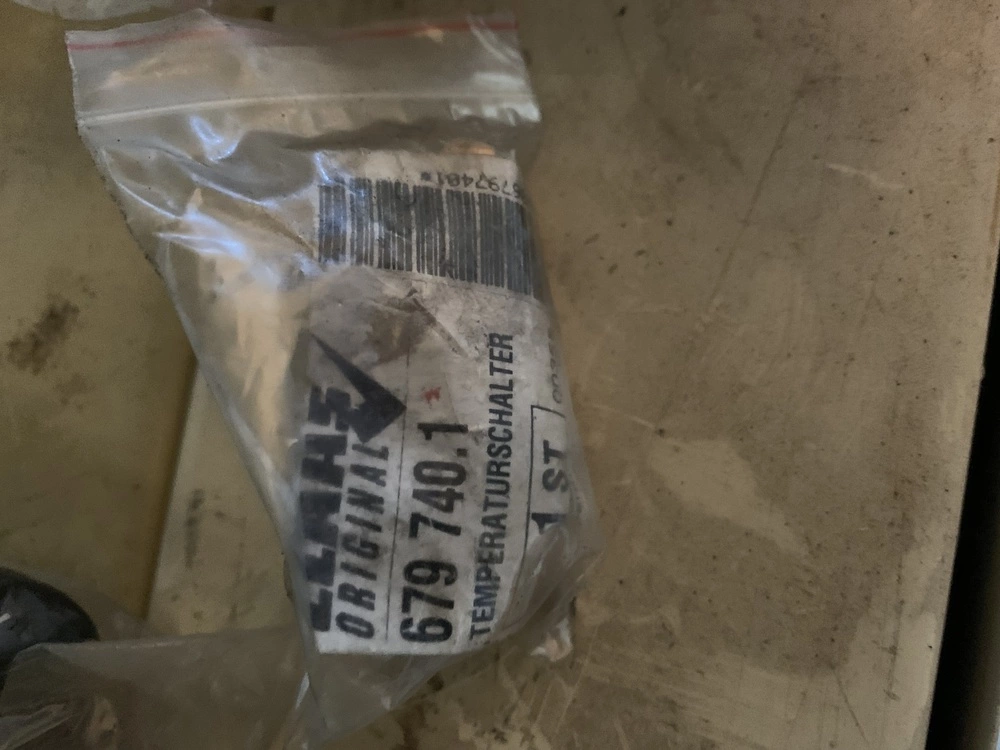 CLAAS
ORIGINAL
679 740.1
TEMPERATURSCHALTER
1 ST